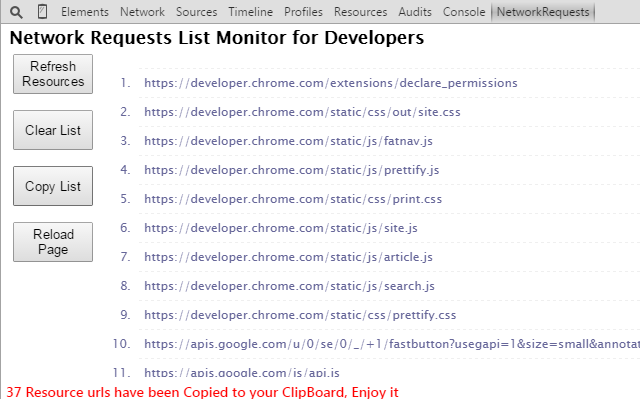 Elements Network Sources Timeline Profiles Resources Audits Console NetworkRequests
Network Requests List Monitor for Developers
Refresh
Resources
Clear List
Copy List
Reload
Page
1. https://developer.chrome.com/extensions/declare_permissions
2. https://developer.chrome.com/static/css/out/site.css
3. https://developer.chrome.com/static/js/fatnav.js
4. https://developer.chrome.com/static/js/prettify.js
5. https://developer.chrome.com/static/css/print.css
6. https://developer.chrome.com/static/js/site.js
7. https://developer.chrome.com/static/js/article.js
8. https://developer.chrome.com/static/js/search.js
9. https://developer.chrome.com/static/css/prettify.css
10. https://apis.google.com/u/0/se/0/_/+1/fastbutton?usegapi=1&size=small&annotat
11. https://apis.google.com/js/api.js
37 Resource urls have been Copied to your ClipBoard, Enjoy it